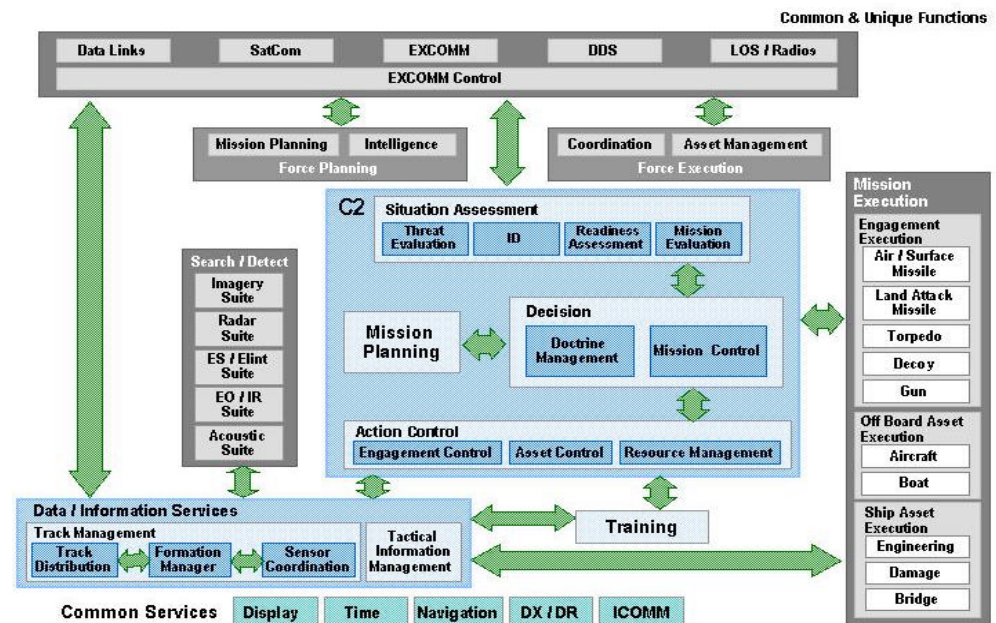 Common & Unique Functions
Data Links
SatCom
EXCOMM
DDS
LOS / Radios
EXCOMM Control
Mission Planning
Intelligence
Force Planning
Coordination
Asset Management
Force Execution
C2
Situation Assessment
Threat
Evaluation
ID
Readiness
Assessment
Mission
Evaluation
Mission
Planning
Decision
Doctrine
Management
Mission Control
Action Control
Engagement Control
Asset Control
Resource Management
Search / Detect
Imagery
Suite
Radar
Suite
ES / Elint
Suite
EO / IR
Suite
Acoustic
Suite
Mission
Execution
Engagement
Execution
Air / Surface
Missile
Land Attack
Missile
Torpedo
Decoy
Gun
Off Board Asset
Execution
Aircraft
Boat
Ship Asset
Execution
Engineering
Damage
Bridge
Data / Information Services
Track Management
Track
Distribution
Formation
Manager
Sensor
Coordination
Tactical
Information
Management
Training
Common Services
Display
Time
Navigation
DX / DR
ICOMM